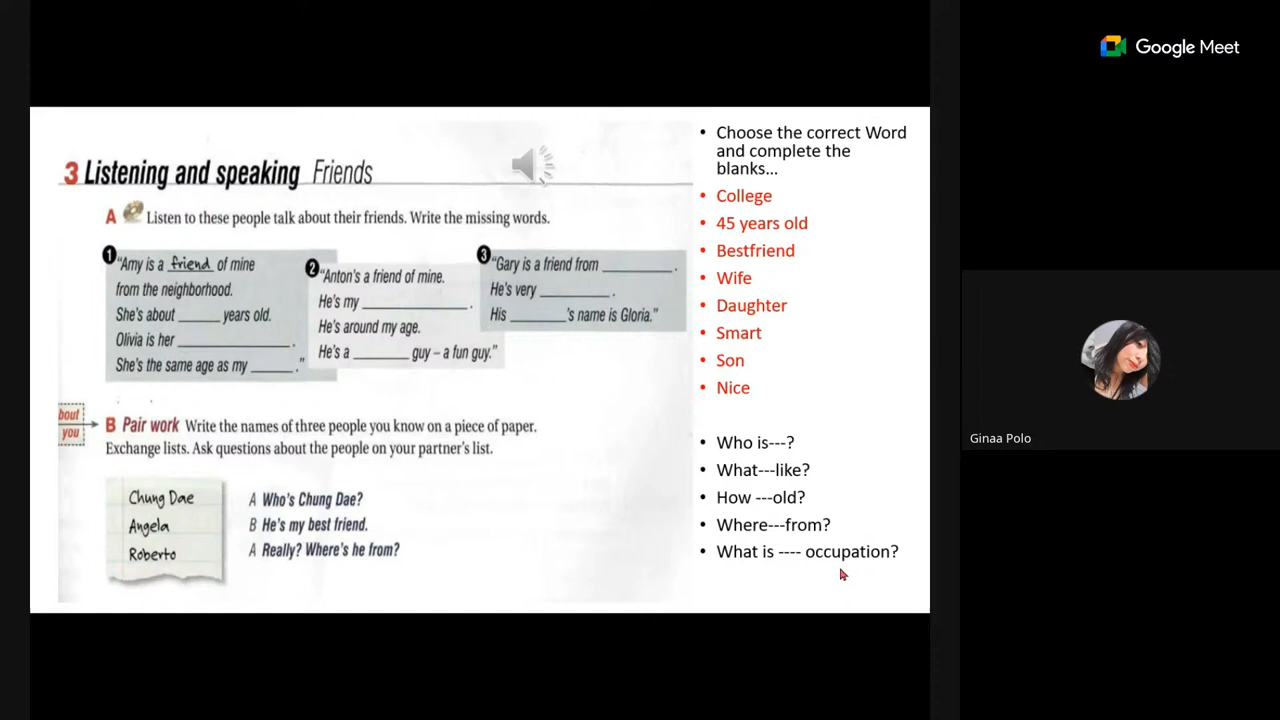 Google Meet
3 Listening and speaking Friends
A Listen to these people talk about their friends. Write the missing words.
1 "Amy is a friend of mine
from the neighborhood.
She's about ______ years old.
Olivia is her ________________.
She's the same age as my ______."
2 "Anton's a friend of mine.
He's my _______________.
He's around my age.
He's a ________ guy – a fun guy."
3 "Gary is a friend from __________.
He's very __________.
His ________'s name is Gloria."
bout
you
B Pair work Write the names of three people you know on a piece of paper.
Exchange lists. Ask questions about the people on your partner's list.
Chung Dae
Angela
Roberto
A Who's Chung Dae?
B He's my best friend.
A Really? Where's he from?
• Choose the correct Word
and complete the
blanks...
• College
• 45 years old
• Bestfriend
• Wife
• Daughter
• Smart
• Son
• Nice
• Who is---?
• What---like?
• How ---old?
• Where---from?
• What is ---- occupation?
Ginaa Polo